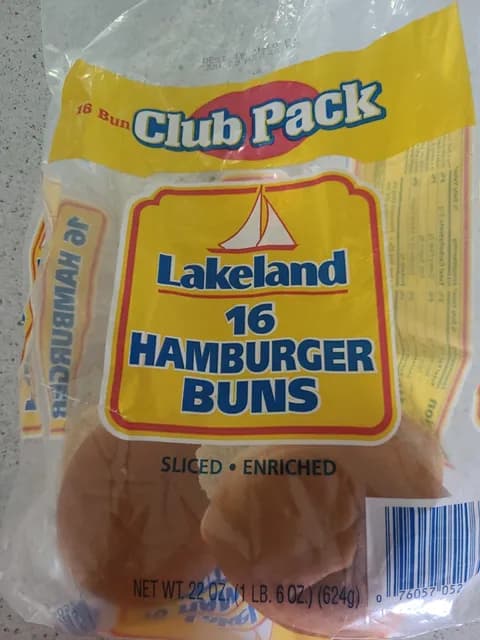 16 Bun Club Pack
Lakeland
16
HAMBURGER
BUNS
16 HAMBURGER
SLICED • ENRICHED
NET WT. 22 OZ. (1 LB. 6 OZ.) (624g)
0 76057 052